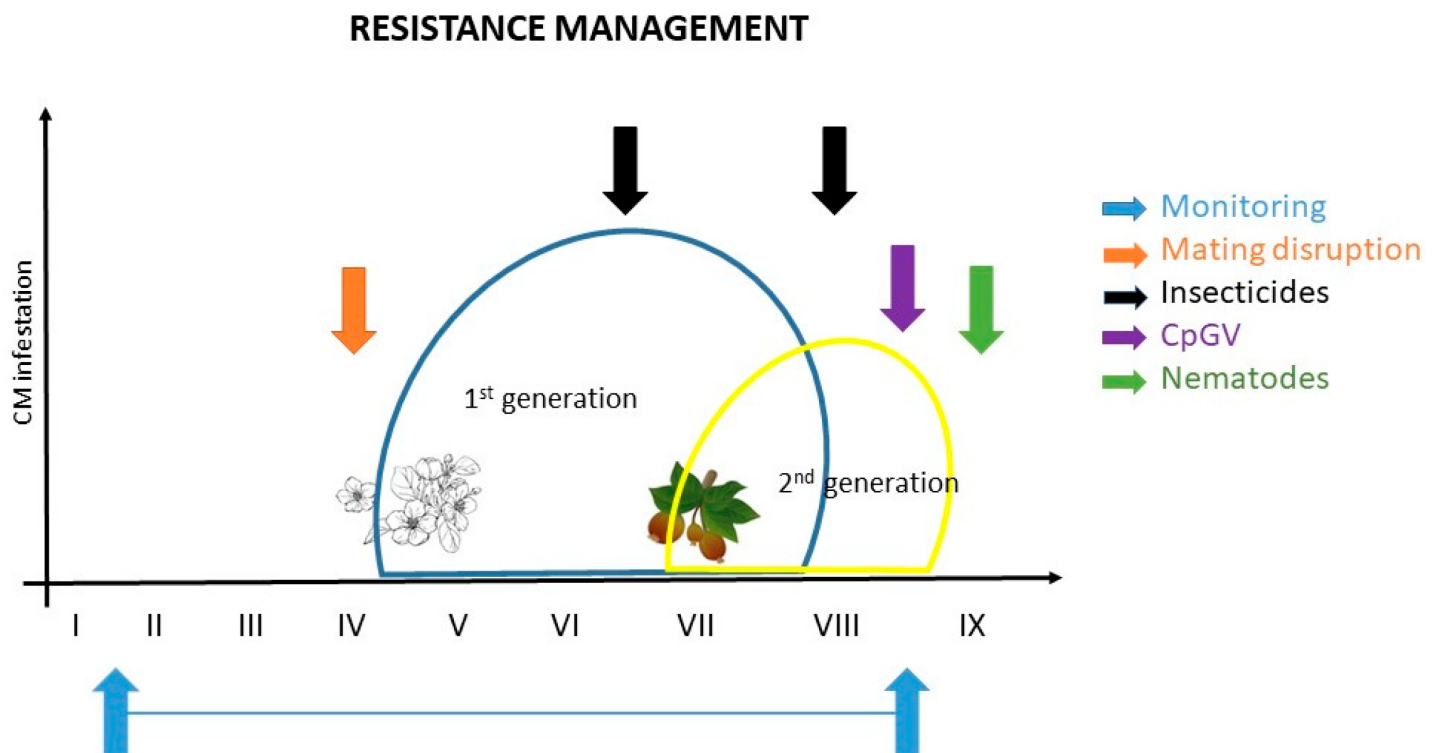 RESISTANCE MANAGEMENT
CM infestation
1st generation
2nd generation
I II III IV V VI VII VIII IX
Monitoring
Mating disruption
Insecticides
CpGV
Nematodes